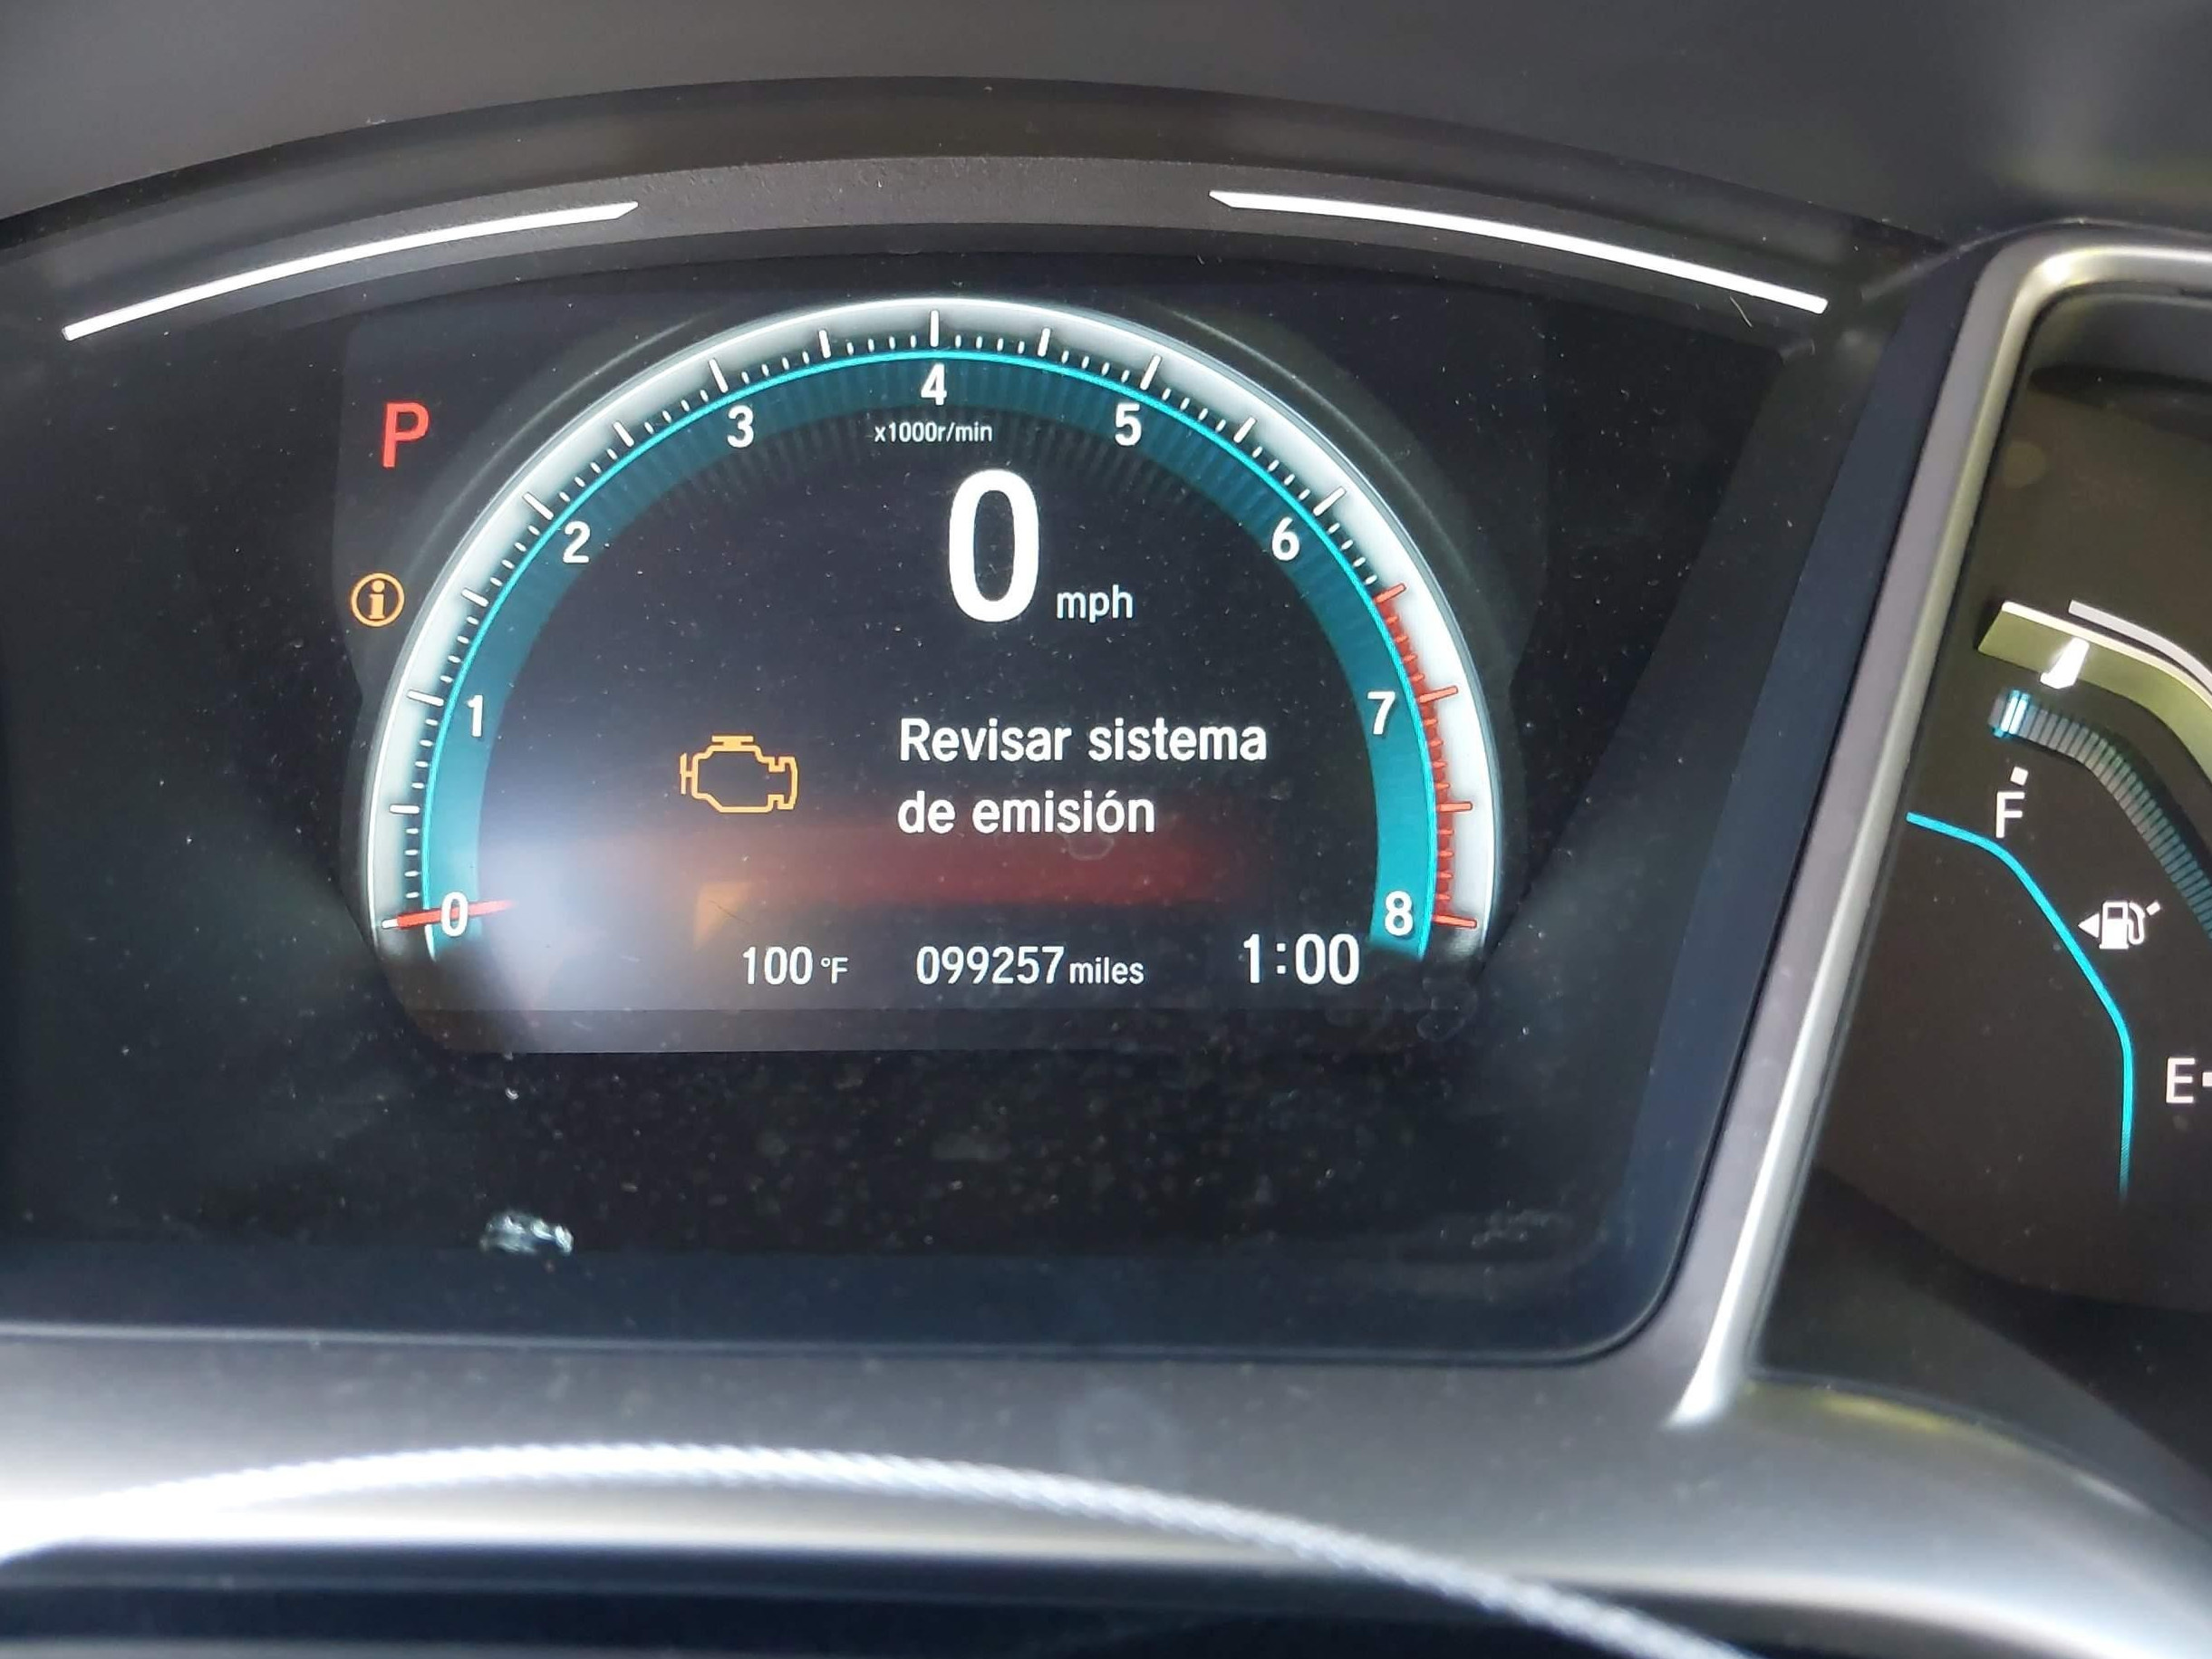 P
4
3
5
x1000r/min
2
6
0
mph
1
7
Revisar sistema
de emisión
0
8
100 °F
099257 miles
1:00
F
E